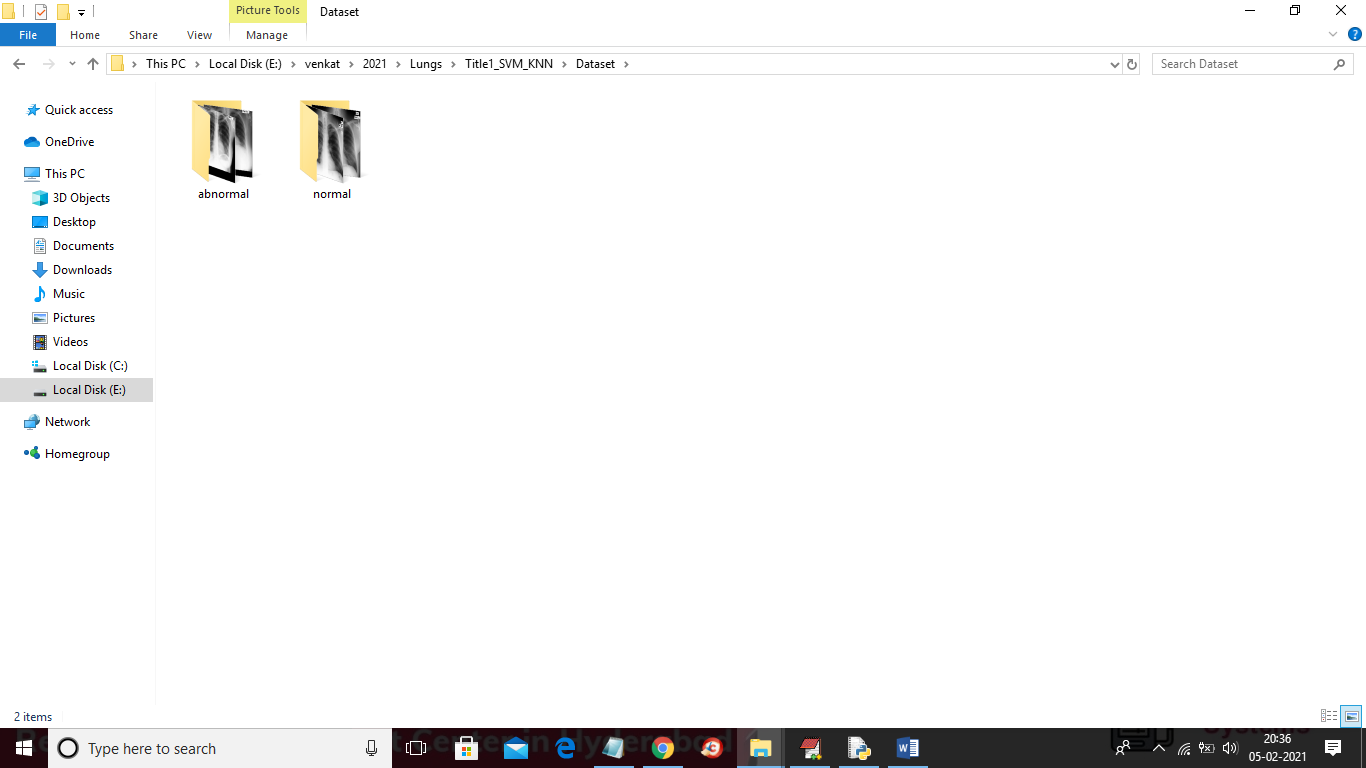 Picture Tools Dataset
File Home Share View Manage
This PC Local Disk (E:) venkat 2021 Lungs Title1_SVM_KNN Dataset Search Dataset
Quick access
OneDrive
This PC
3D Objects
Desktop
Documents
Downloads
Music
Pictures
Videos
Local Disk (C:)
Local Disk (E:)
Network
Homegroup
abnormal normal
2 items
Type here to search
20:36
05-02-2021